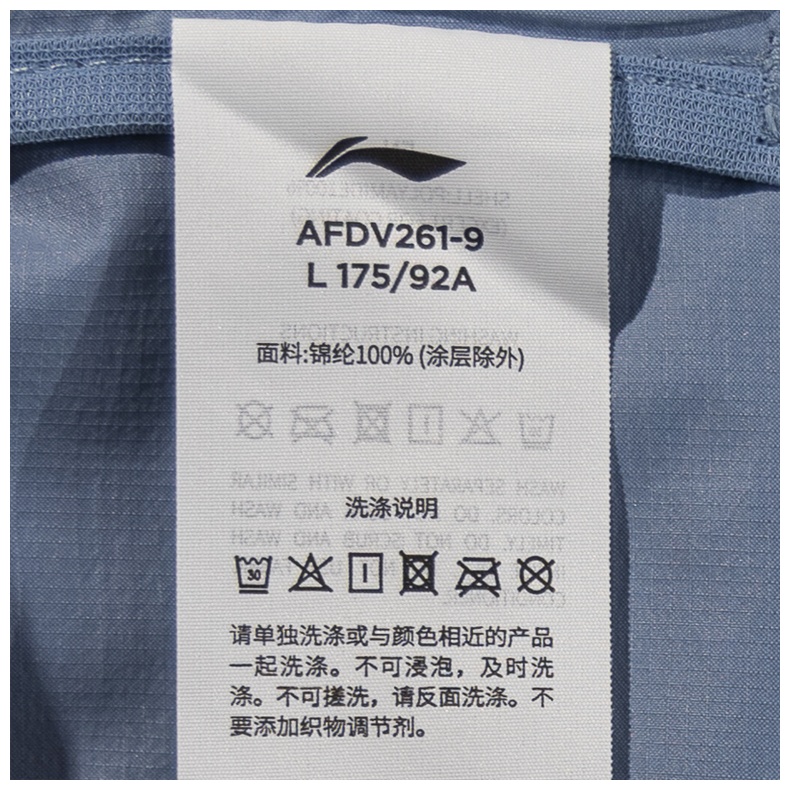 AFDV261-9
L 175/92A
面料:锦纶100% (涂层除外)
洗涤说明
30
请单独洗涤或与颜色相近的产品
一起洗涤。不可浸泡，及时洗
涤。不可搓洗，请反面洗涤。不
要添加织物调节剂。